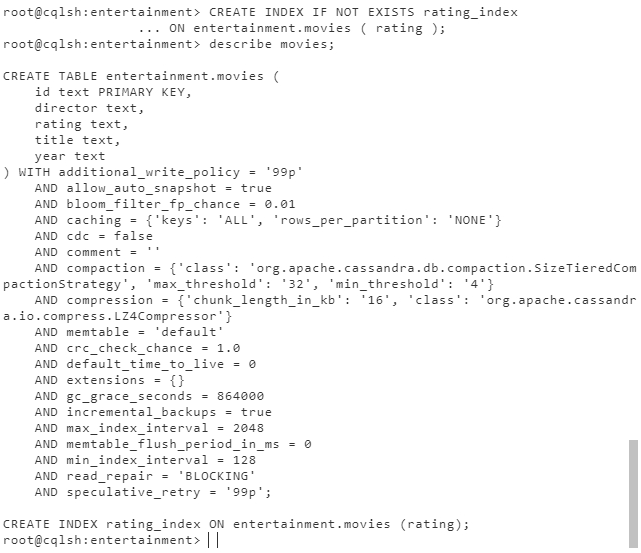 root@cqlsh:entertainment> CREATE INDEX IF NOT EXISTS rating_index
... ON entertainment.movies ( rating );
root@cqlsh:entertainment> describe movies;
CREATE TABLE entertainment.movies (
id text PRIMARY KEY,
director text,
rating text,
title text,
year text
) WITH additional_write_policy = '99p'
AND allow_auto_snapshot = true
AND bloom_filter_fp_chance = 0.01
AND caching = {'keys': 'ALL', 'rows_per_partition': 'NONE'}
AND cdc = false
AND comment = ''
AND compaction = {'class': 'org.apache.cassandra.db.compaction.SizeTieredCom
pactionStrategy', 'max_threshold': '32', 'min_threshold': '4'}
AND compression = {'chunk_length_in_kb': '16', 'class': 'org.apache.cassandr
a.io.compress.LZ4Compressor'}
AND memtable = 'default'
AND crc_check_chance = 1.0
AND default_time_to_live = 0
AND extensions = {}
AND gc_grace_seconds = 864000
AND incremental_backups = true
AND max_index_interval = 2048
AND memtable_flush_period_in_ms = 0
AND min_index_interval = 128
AND read_repair = 'BLOCKING'
AND speculative_retry = '99p';
CREATE INDEX rating_index ON entertainment.movies (rating);
root@cqlsh:entertainment>